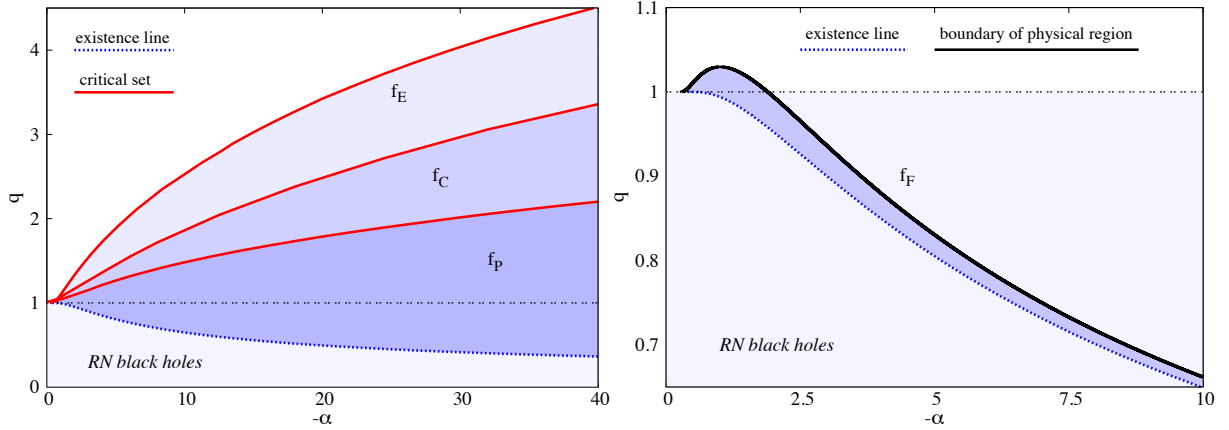 4
3
2
1
0
q
existence line
critical set
f_E
f_C
f_P
RN black holes
0 10 20 30 40
-α
1.1
1
0.9
0.8
0.7
q
existence line boundary of physical region
f_F
RN black holes
0 2.5 5 7.5 10
-α